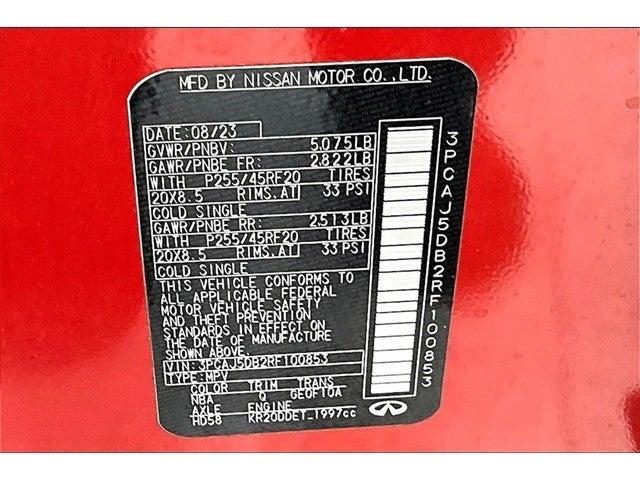 MFD BY NISSAN MOTOR CO.,LTD.
DATE:08/23
GVWR/PNBV: 5,075LB
GAWR/PNBE FR: 2,822LB
WITH P255/45RF20 TIRES
20X8.5 RIMS,AT 33 PSI
COLD SINGLE
GAWR/PNBE RR: 2,513LB
WITH P255/45RF20 TIRES
20X8.5 RIMS,AT 33 PSI
COLD SINGLE
THIS VEHICLE CONFORMS TO
ALL APPLICABLE FEDERAL
MOTOR VEHICLE SAFETY
AND THEFT PREVENTION
STANDARDS IN EFFECT ON
THE DATE OF MANUFACTURE
SHOWN ABOVE.
VIN:3PCAJ5DB2RF100853
TYPE:MPV
COLOR TRIM TRANS
NBA Q GE0F10A
AXLE ENGINE
HD58 KR20DDET 1997cc
3PCAJ5DB2RF100853